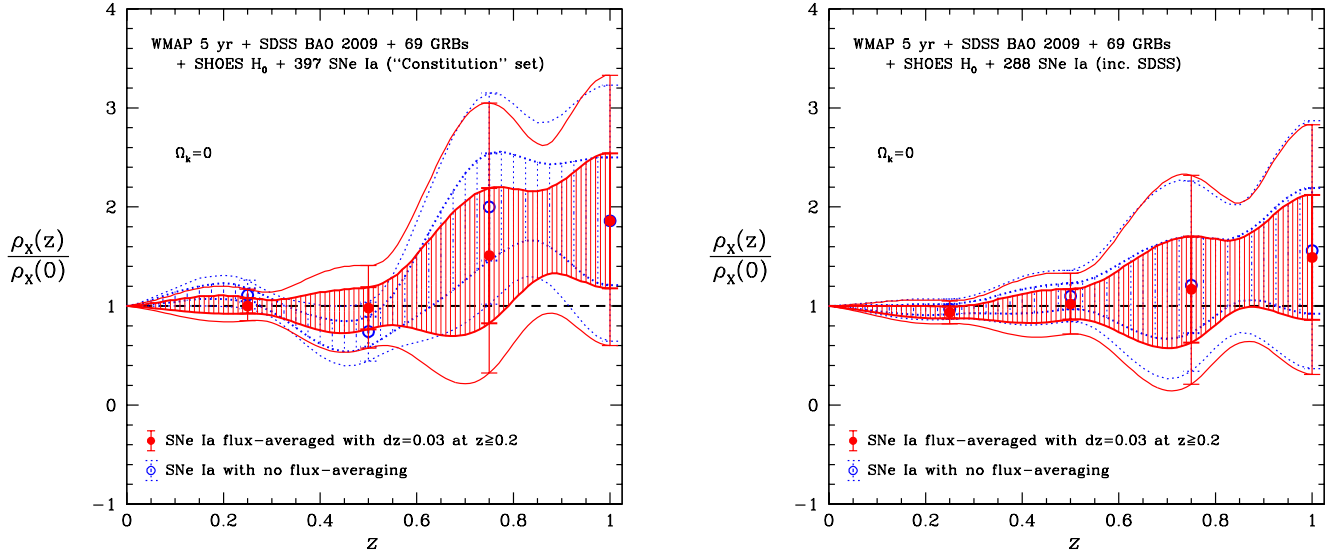 WMAP 5 yr + SDSS BAO 2009 + 69 GRBs
+ SHOES H₀ + 397 SNe Ia (“Constitution” set)
Ωₖ=0
ρ_X(z)
ρ_X(0)
4
3
2
1
0
−1
SNe Ia flux−averaged with dz=0.03 at z≥0.2
SNe Ia with no flux−averaging
0 0.2 0.4 0.6 0.8 1
z
WMAP 5 yr + SDSS BAO 2009 + 69 GRBs
+ SHOES H₀ + 288 SNe Ia (inc. SDSS)
Ωₖ=0
ρ_X(z)
ρ_X(0)
4
3
2
1
0
−1
SNe Ia flux−averaged with dz=0.03 at z≥0.2
SNe Ia with no flux−averaging
0 0.2 0.4 0.6 0.8 1
z